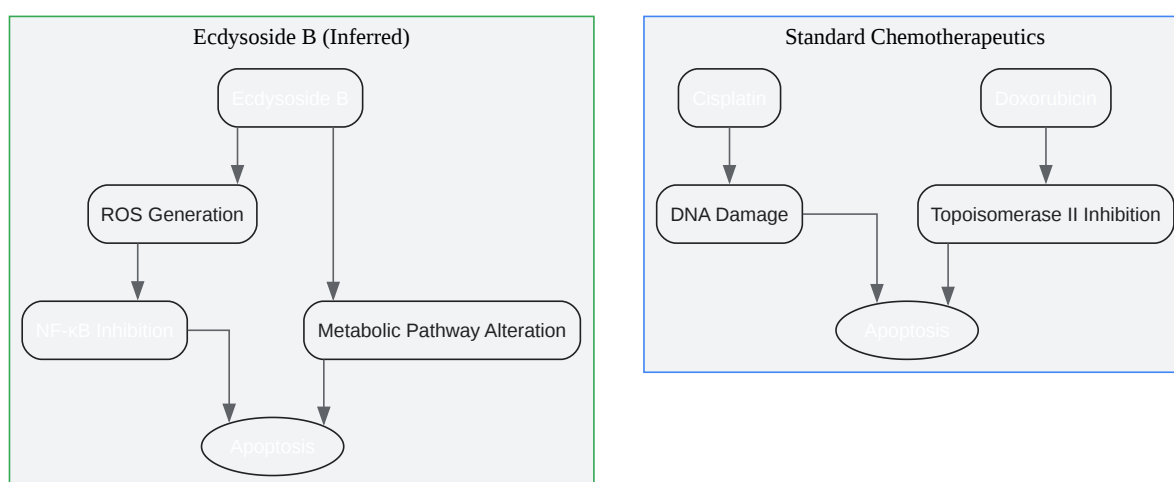 Ecdysoside B (Inferred)
Ecdysoside B
ROS Generation
NF-κB Inhibition
Metabolic Pathway Alteration
Apoptosis
Standard Chemotherapeutics
Cisplatin
Doxorubicin
DNA Damage
Topoisomerase II Inhibition
Apoptosis